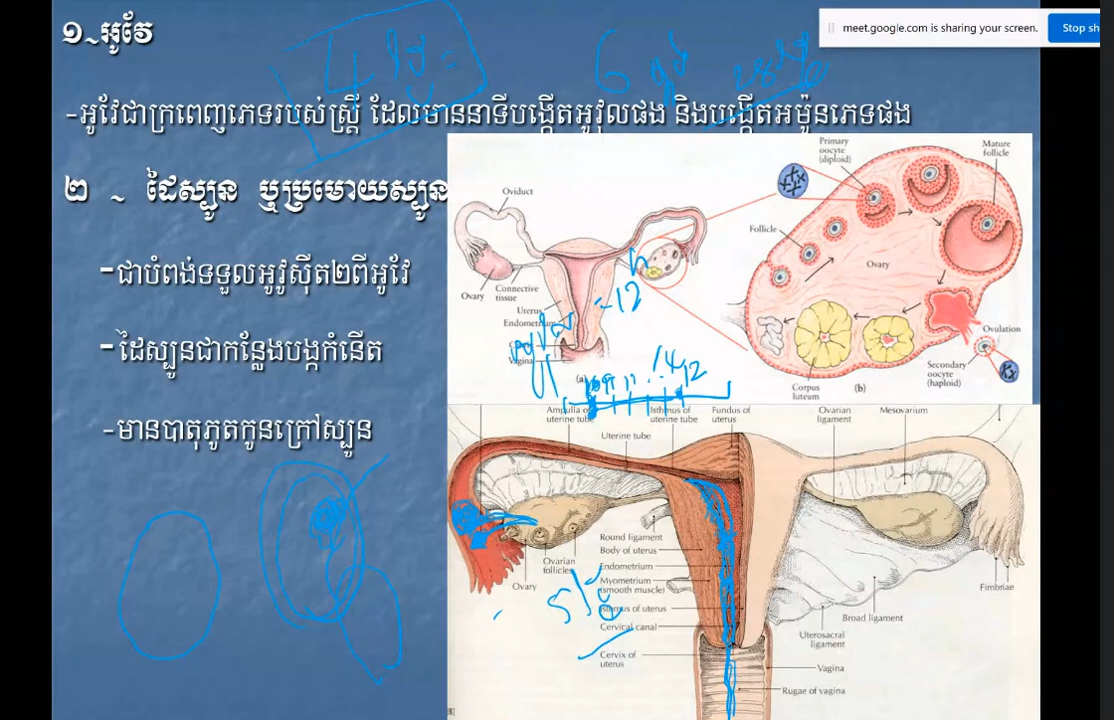 ១~អូវែ
meet.google.com is sharing your screen.
Stop sh
-អូវែជាក្រពេញភេទរបស់ស្ត្រី ដែលមាននាទីបង្កើតអូវុលផង និងបង្កើតអម៉ូនភេទផង
២ ~ ដៃស្បូន ឬប្រមោយស្បូន
-ជាបំពង់ទទួលអូវូស៊ីត២ពីអូវែ
-ដៃស្បូនជាកន្លែងបង្កកំនើត
-មានបាតុភូតកូនក្រៅស្បូន
Oviduct
Ovary
Connective tissue
Uterus
Endometrium
Vagina
(a)
Primary oocyte (diploid)
Mature follicle
Follicle
Ovary
Ovulation
Secondary oocyte (haploid)
Corpus luteum
(b)
Ampulla of uterine tube
Isthmus of uterine tube
Fundus of uterus
Ovarian ligament
Mesovarium
Uterine tube
Round ligament
Body of uterus
Endometrium
Myometrium (smooth muscle)
Isthmus of uterus
Cervical canal
Cervix of uterus
Ovarian follicles
Ovary
Fimbriae
Broad ligament
Uterosacral ligament
Vagina
Rugae of vagina
4
6
12
14
12